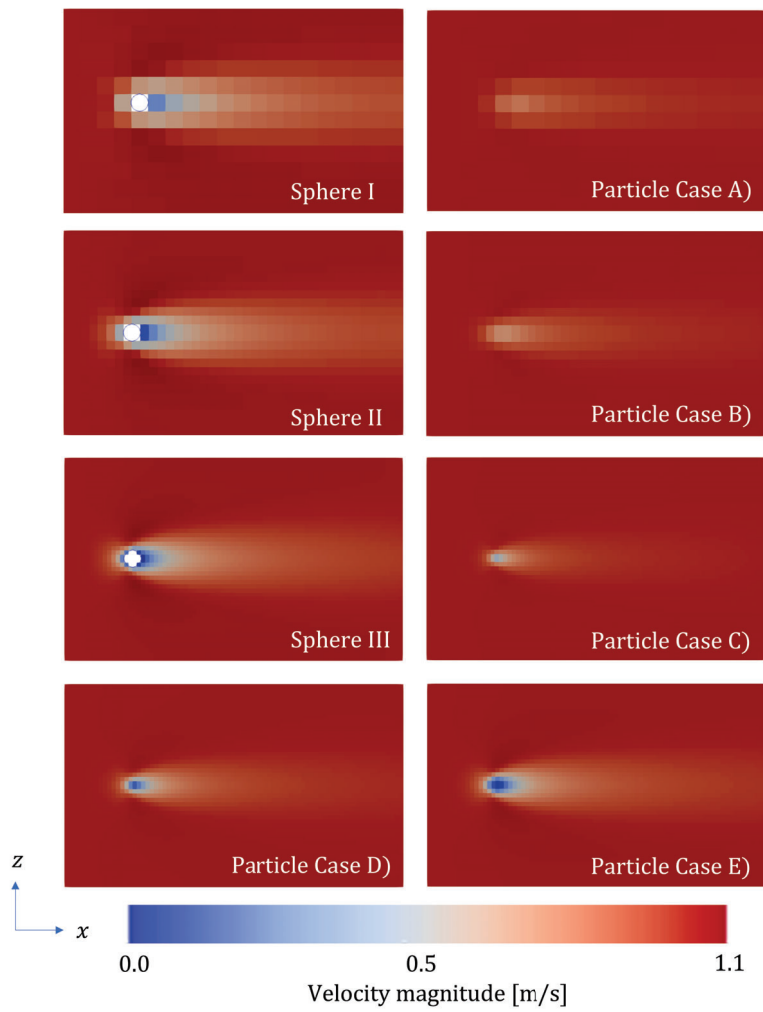 Sphere I
Particle Case A)
Sphere II
Particle Case B)
Sphere III
Particle Case C)
Particle Case D)
Particle Case E)
z
x
0.0
0.5
1.1
Velocity magnitude [m/s]